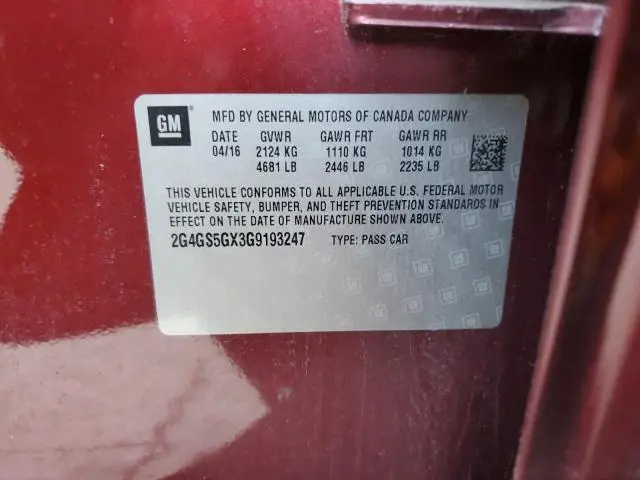 GM
MFD BY GENERAL MOTORS OF CANADA COMPANY
DATE GVWR GAWR FRT GAWR RR
04/16 2124 KG 1110 KG 1014 KG
4681 LB 2446 LB 2235 LB
THIS VEHICLE CONFORMS TO ALL APPLICABLE U.S. FEDERAL MOTOR
VEHICLE SAFETY, BUMPER, AND THEFT PREVENTION STANDARDS IN
EFFECT ON THE DATE OF MANUFACTURE SHOWN ABOVE.
2G4GS5GX3G9193247 TYPE: PASS CAR